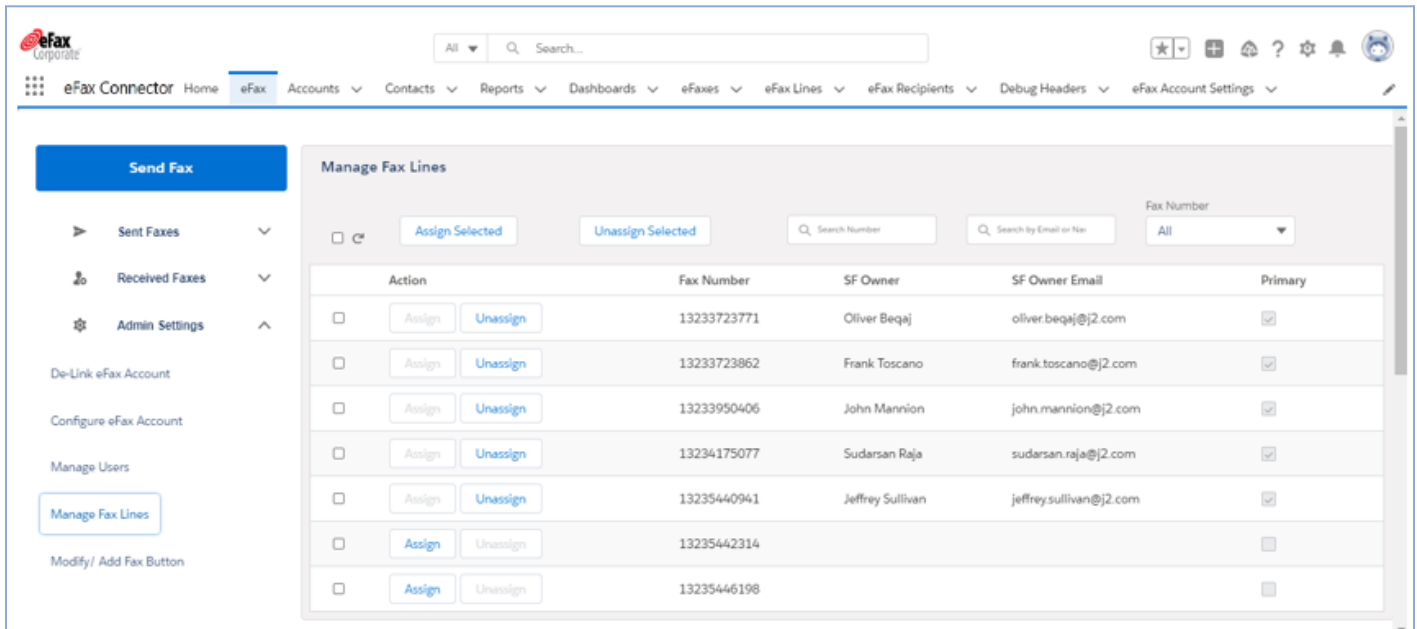 eFax
Corporate
All Search...
eFax Connector Home eFax Accounts Contacts Reports Dashboards eFaxes eFax Lines eFax Recipients Debug Headers eFax Account Settings
Send Fax
Sent Faxes
Received Faxes
Admin Settings
De-Link eFax Account
Configure eFax Account
Manage Users
Manage Fax Lines
Modify/ Add Fax Button
Manage Fax Lines
Fax Number
Assign Selected Unassign Selected Search Number Search by Email or Nar All
Action Fax Number SF Owner SF Owner Email Primary
Assign Unassign 13233723771 Oliver Beqaj oliver.beqaj@j2.com
Assign Unassign 13233723862 Frank Toscano frank.toscano@j2.com
Assign Unassign 13233950406 John Mannion john.mannion@j2.com
Assign Unassign 13234175077 Sudarsan Raja sudarsan.raja@j2.com
Assign Unassign 13235440941 Jeffrey Sullivan jeffrey.sullivan@j2.com
Assign Unassign 13235442314
Assign Unassign 13235446198